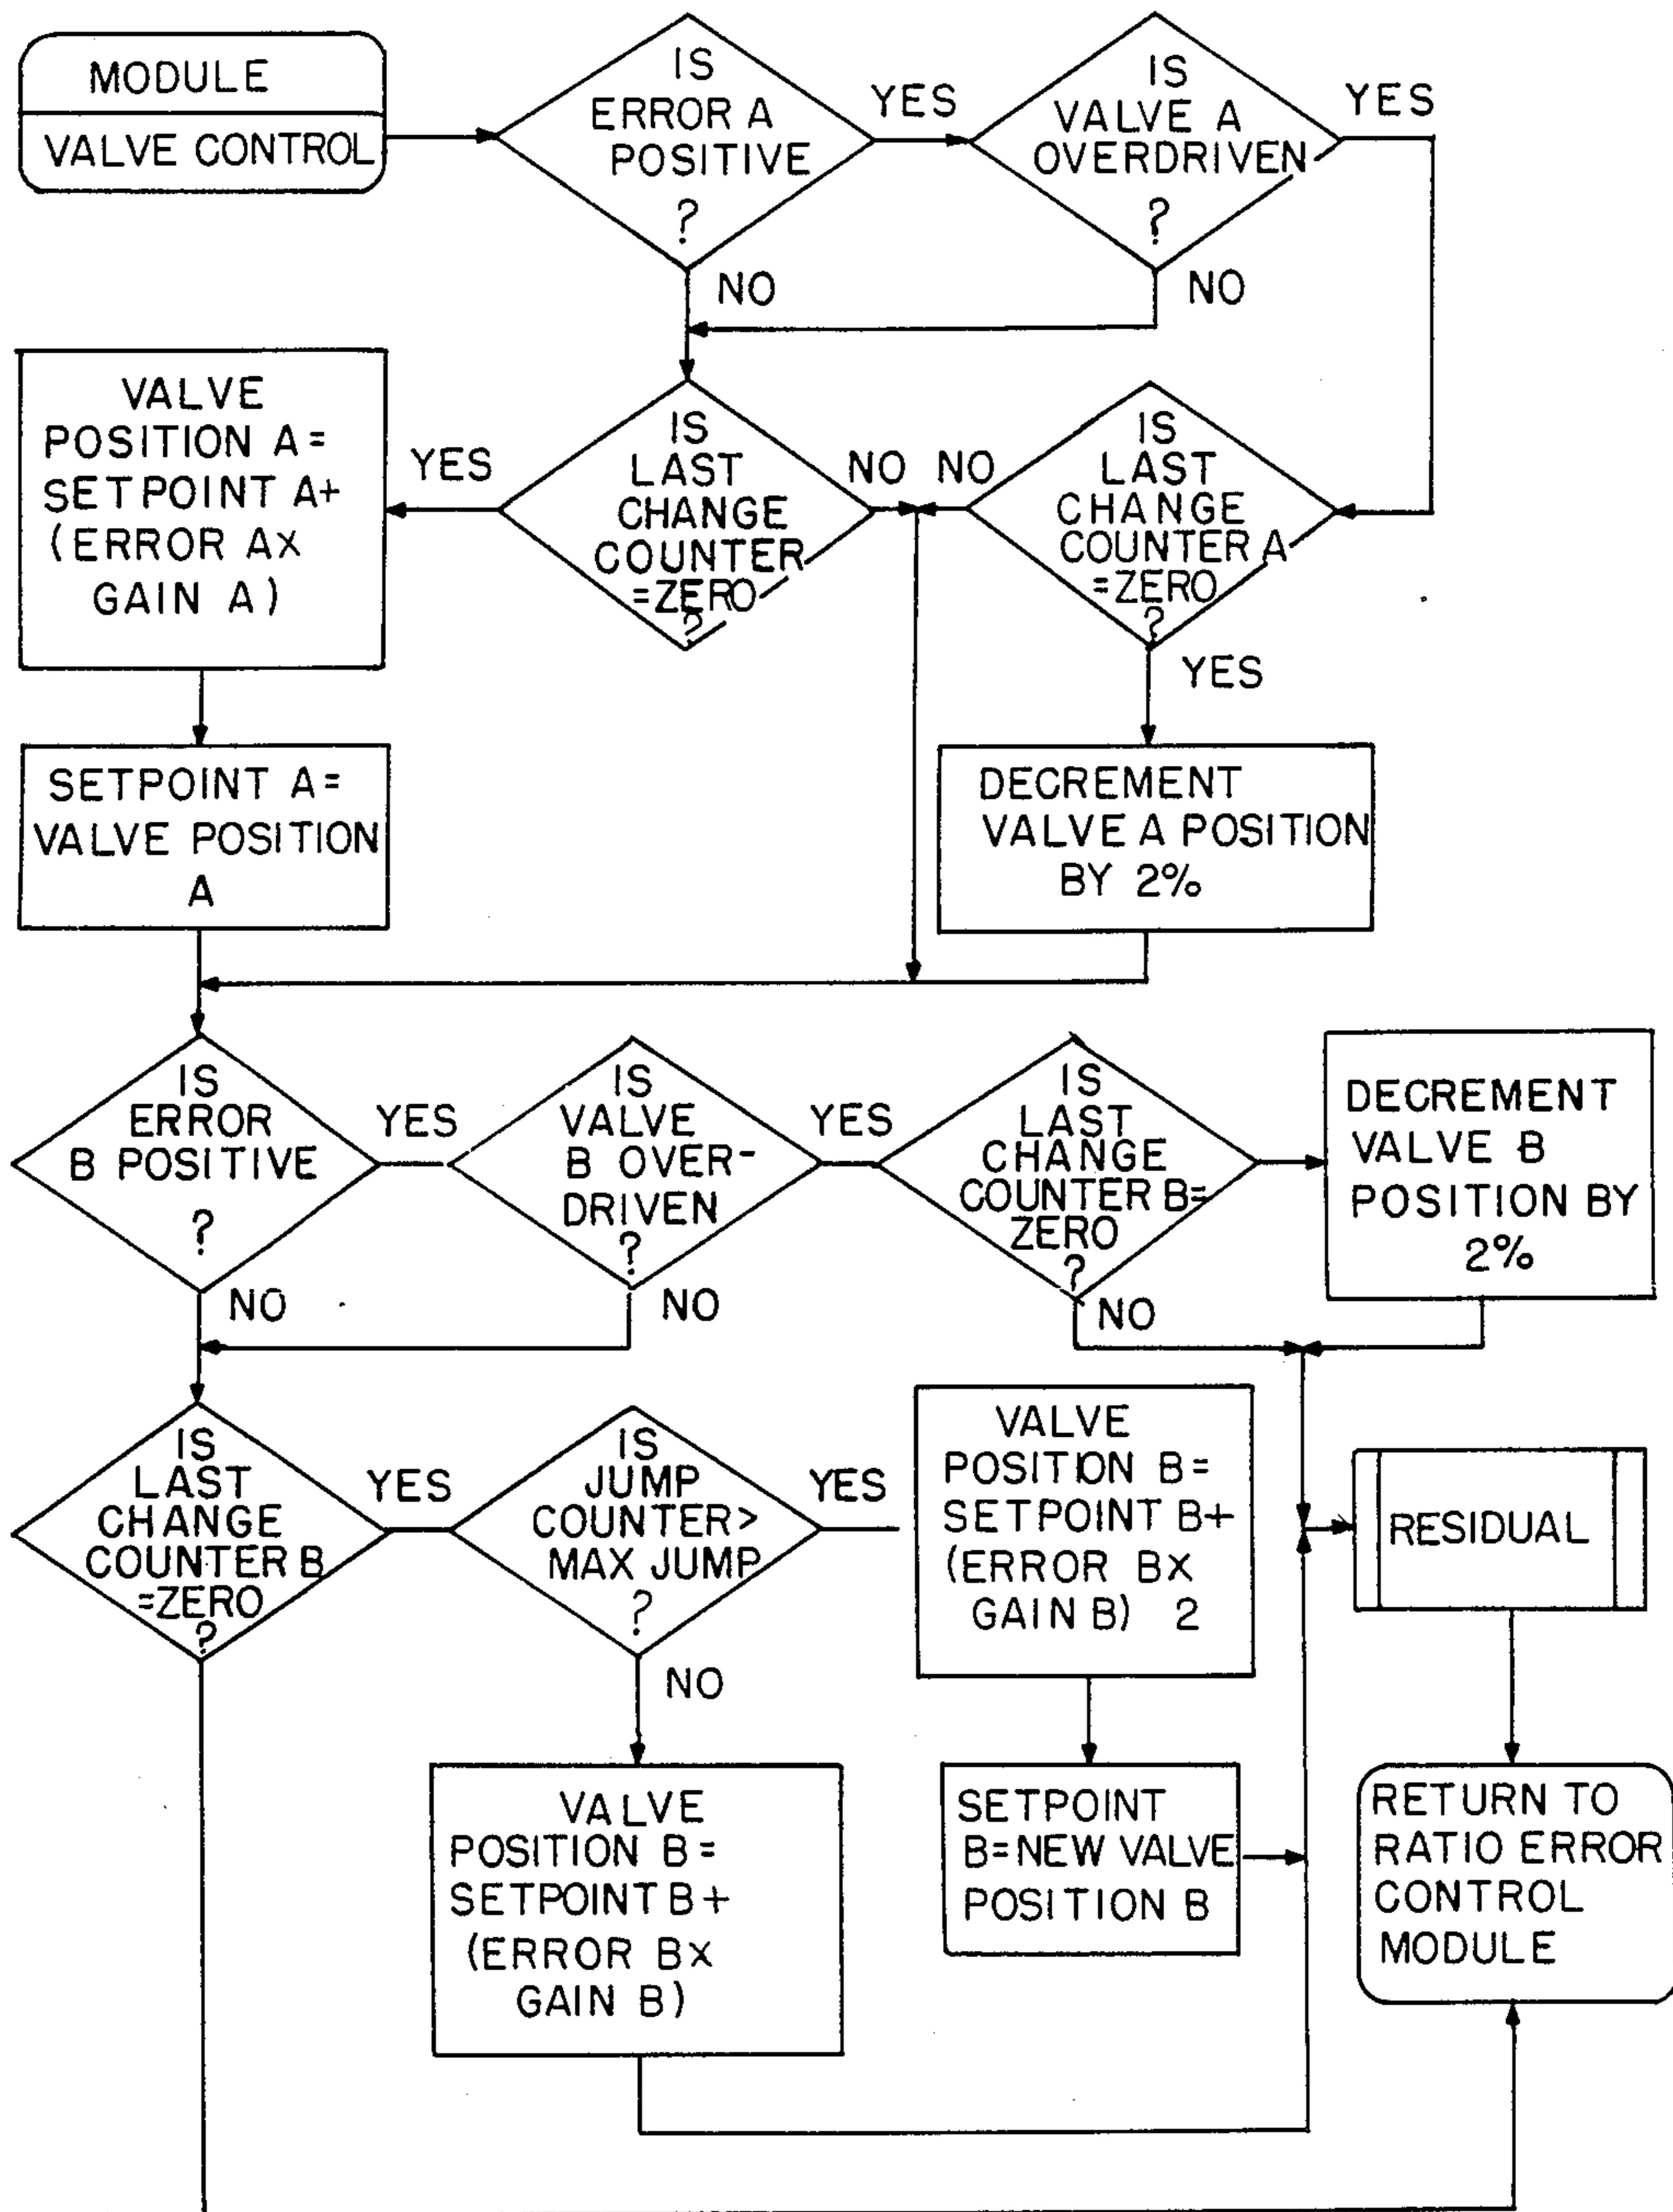 MODULE
VALVE CONTROL
IS
ERROR A
POSITIVE
?
YES
NO
IS
VALVE A
OVERDRIVEN
?
YES
NO
VALVE
POSITION A=
SETPOINT A+
(ERROR A×
GAIN A)
YES
IS
LAST
CHANGE
COUNTER
=ZERO
?
NO
NO
IS
LAST
CHANGE
COUNTER A
=ZERO
?
YES
SETPOINT A=
VALVE POSITION
A
DECREMENT
VALVE A POSITION
BY 2%
IS
ERROR
B POSITIVE
?
YES
NO
IS
VALVE
B OVER-
DRIVEN
?
YES
NO
IS
LAST
CHANGE
COUNTER B=
ZERO
?
NO
DECREMENT
VALVE B
POSITION BY
2%
IS
LAST
CHANGE
COUNTER B
=ZERO
?
YES
IS
JUMP
COUNTER>
MAX JUMP
?
YES
NO
VALVE
POSITION B=
SETPOINT B+
(ERROR B×
GAIN B) 2
RESIDUAL
VALVE
POSITION B=
SETPOINT B+
(ERROR B×
GAIN B)
SETPOINT
B=NEW VALVE
POSITION B
RETURN TO
RATIO ERROR
CONTROL
MODULE